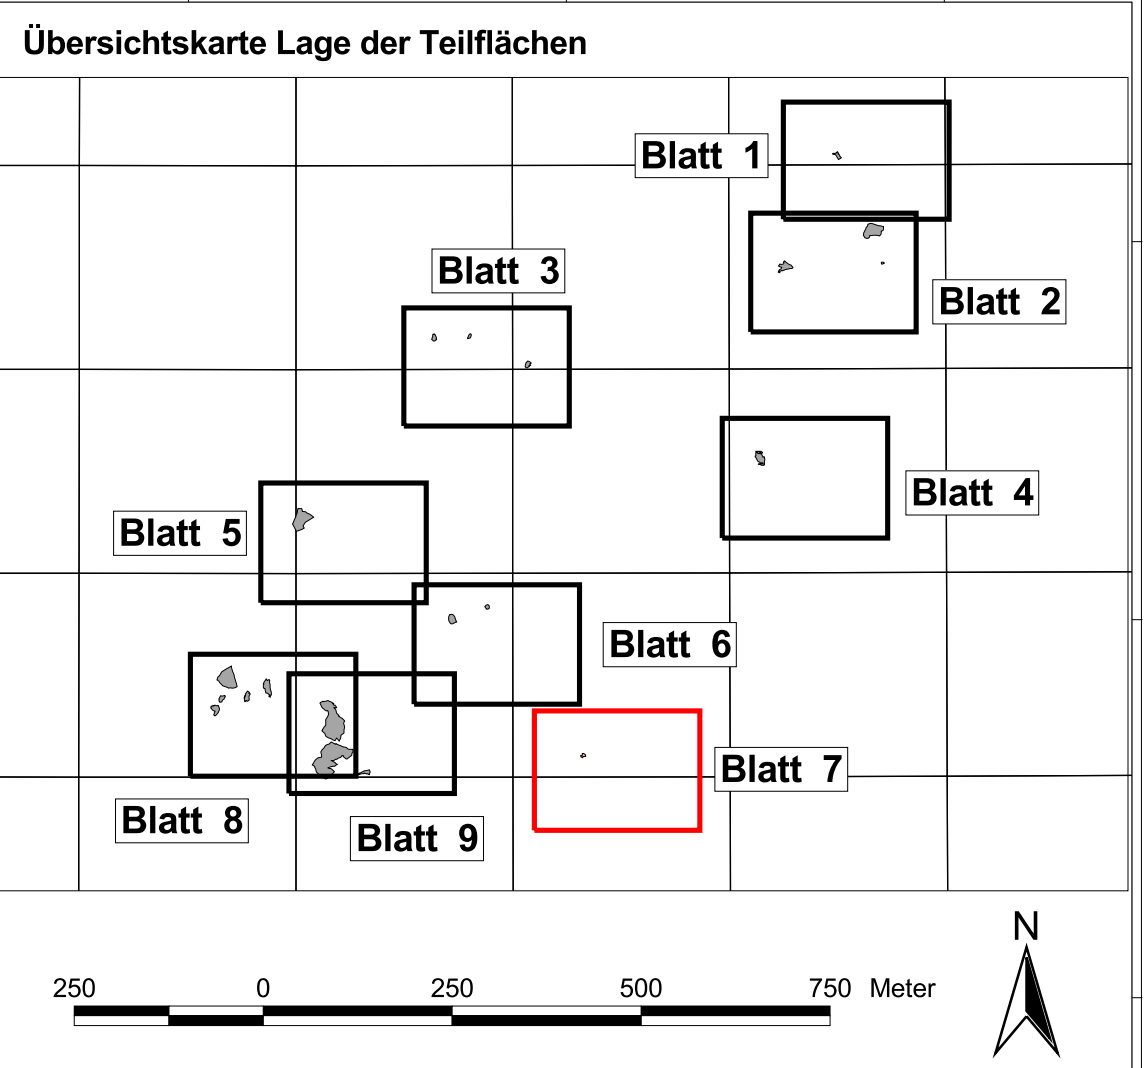 Übersichtskarte Lage der Teilflächen
Blatt 1
Blatt 3
Blatt 2
Blatt 4
Blatt 5
Blatt 6
Blatt 7
Blatt 8
Blatt 9
N
250 0 250 500 750 Meter